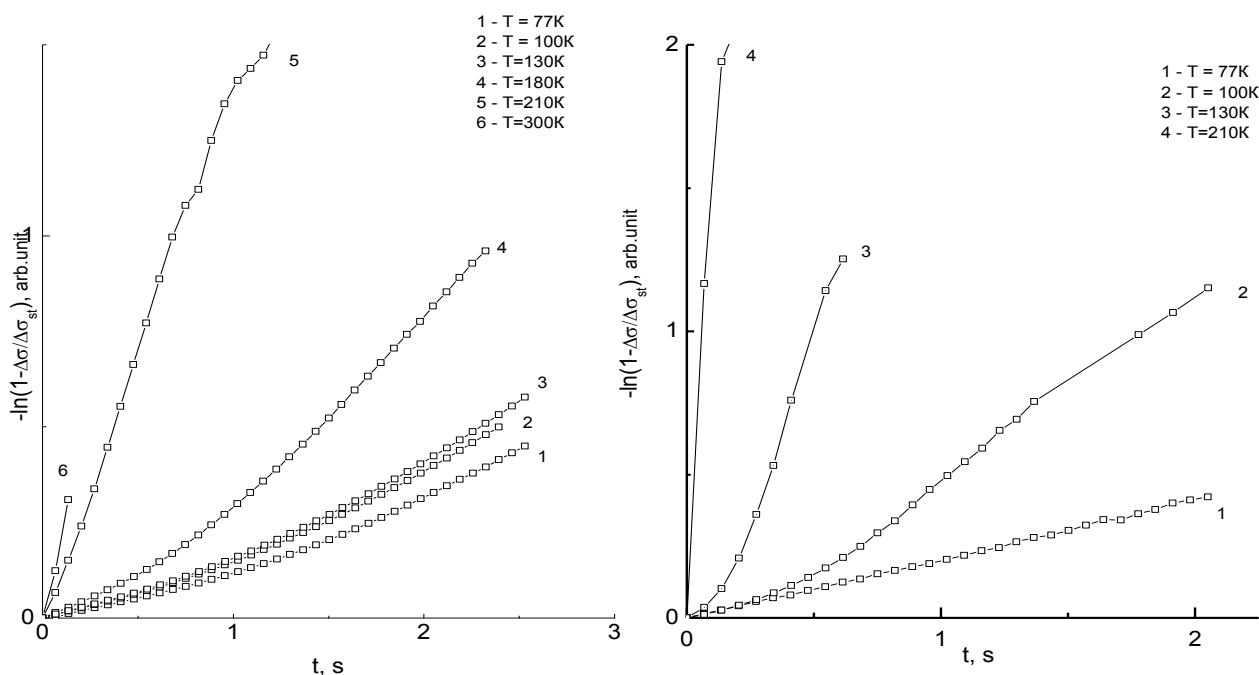 1 - T = 77K
2 - T = 100K
3 - T=130K
4 - T=180K
5 - T=210K
6 - T=300K
5
4
3
2
1
6
1
0
0
1
2
3
-ln(1-Δσ/Δσst), arb.unit
t, s
1 - T = 77K
2 - T = 100K
3 - T=130K
4 - T=210K
4
3
2
1
2
1
0
0
1
2
-ln(1-Δσ/Δσst), arb.unit
t, s